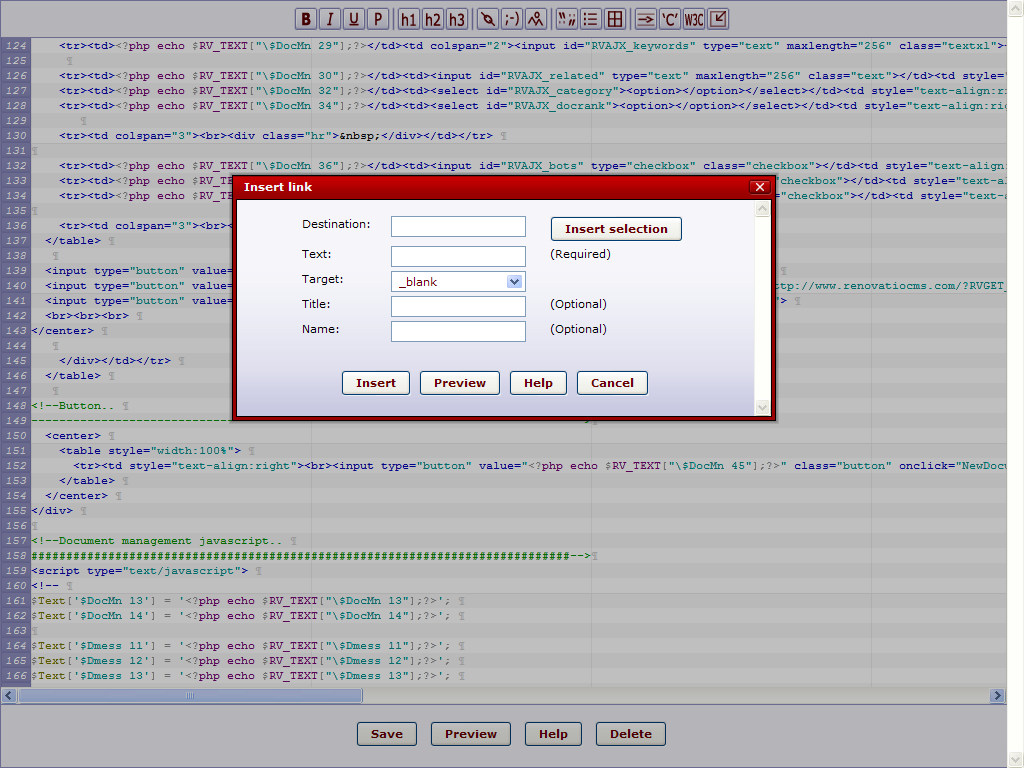 B I U P h1 h2 h3 ;-) "„ 'C' W3C
124 <tr><td><?php echo $RV_TEXT["\$DocMn 29"];?></td><td colspan="2"><input id="RVAJX_keywords" type="text" maxlength="256" class="textxl"><
125 ¶
126 <tr><td><?php echo $RV_TEXT["\$DocMn 30"];?></td><td><input id="RVAJX_related" type="text" maxlength="256" class="text"></td><td style="
127 <tr><td><?php echo $RV_TEXT["\$DocMn 32"];?></td><td><select id="RVAJX_category"><option></option></select></td><td style="text-align:ri
128 <tr><td><?php echo $RV_TEXT["\$DocMn 34"];?></td><td><select id="RVAJX_docrank"><option></option></select></td><td style="text-align:rig
129 ¶
130 <tr><td colspan="3"><br><div class="hr">&nbsp;</div></td></tr> ¶
131 ¶
132 <tr><td><?php echo $RV_TEXT["\$DocMn 36"];?></td><td><input id="RVAJX_bots" type="checkbox" class="checkbox"></td><td style="text-align:
133 <tr><td><?php echo $RV_TE "checkbox"></td><td style="text-al
134 <tr><td><?php echo $RV_TE ="checkbox"></td><td style="text-a
135 ¶
136 <tr><td colspan="3"><br><
137 </table> ¶
138 ¶
139 <input type="button" value= ¶
140 <input type="button" value= tp://www.renovatiocms.com/?RVGET_
141 <input type="button" value= "> ¶
142 <br><br><br> ¶
143 </center> ¶
144 ¶
145 </div></td></tr> ¶
146 </table> ¶
147 ¶
Insert link
Destination: Insert selection
Text: (Required)
Target: _blank
Title: (Optional)
Name: (Optional)
Insert Preview Help Cancel
148 <!--Button.. ¶
149 ¶
150 <center> ¶
151 <table style="width:100%"> ¶
152 <tr><td style="text-align:right"><br><input type="button" value="<?php echo $RV_TEXT["\$DocMn 45"];?>" class="button" onclick="NewDocu
153 </table> ¶
154 </center> ¶
155 </div> ¶
156 ¶
157 <!--Document management javascript.. ¶
158 #############################################################################-->¶
159 <script type="text/javascript"> ¶
160 <!-- ¶
161 $Text['$DocMn 13'] = '<?php echo $RV_TEXT["\$DocMn 13"];?>'; ¶
162 $Text['$DocMn 14'] = '<?php echo $RV_TEXT["\$DocMn 14"];?>'; ¶
163 ¶
164 $Text['$Dmess 11'] = '<?php echo $RV_TEXT["\$Dmess 11"];?>'; ¶
165 $Text['$Dmess 12'] = '<?php echo $RV_TEXT["\$Dmess 12"];?>'; ¶
166 $Text['$Dmess 13'] = '<?php echo $RV_TEXT["\$Dmess 13"];?>'; ¶
Save Preview Help Delete